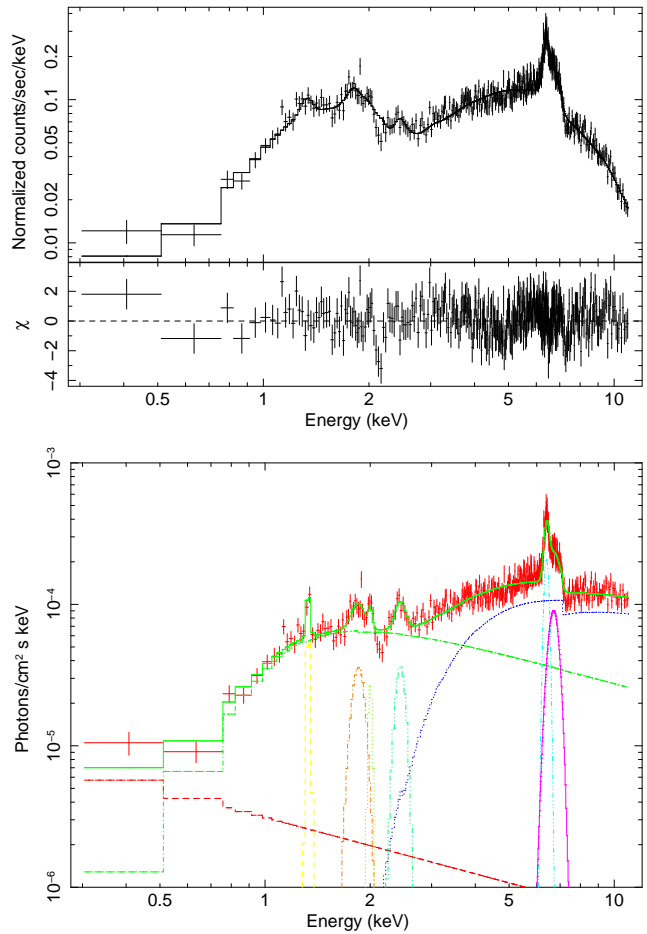 Normalized counts/sec/keV
0.2
0.1
0.05
0.02
0.01
χ
2
0
−2
−4
0.5 1 2 5 10
Energy (keV)
Photons/cm² s keV
10⁻³
10⁻⁴
10⁻⁵
10⁻⁶
0.5 1 2 5 10
Energy (keV)